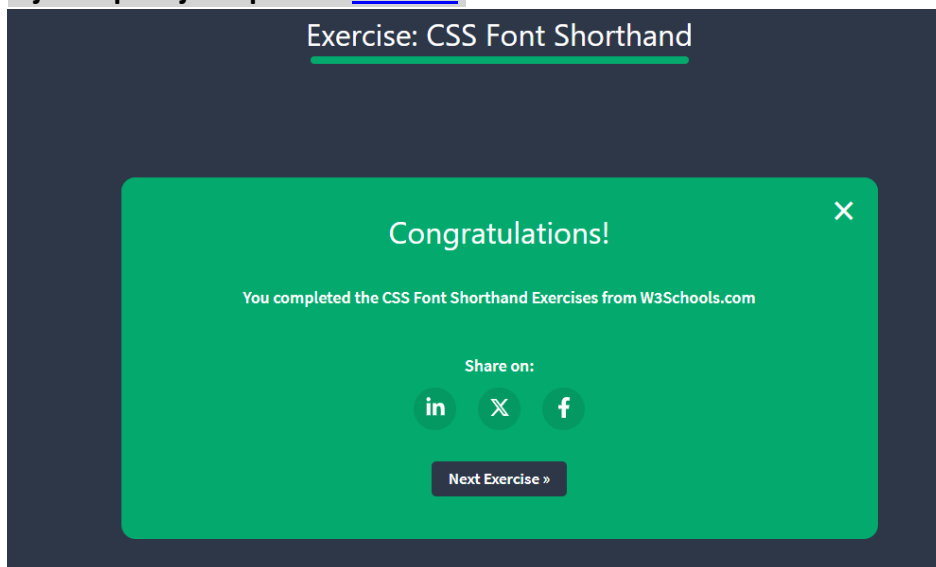 Exercise: CSS Font Shorthand
Congratulations!
You completed the CSS Font Shorthand Exercises from W3Schools.com
Share on:
in X f
Next Exercise »